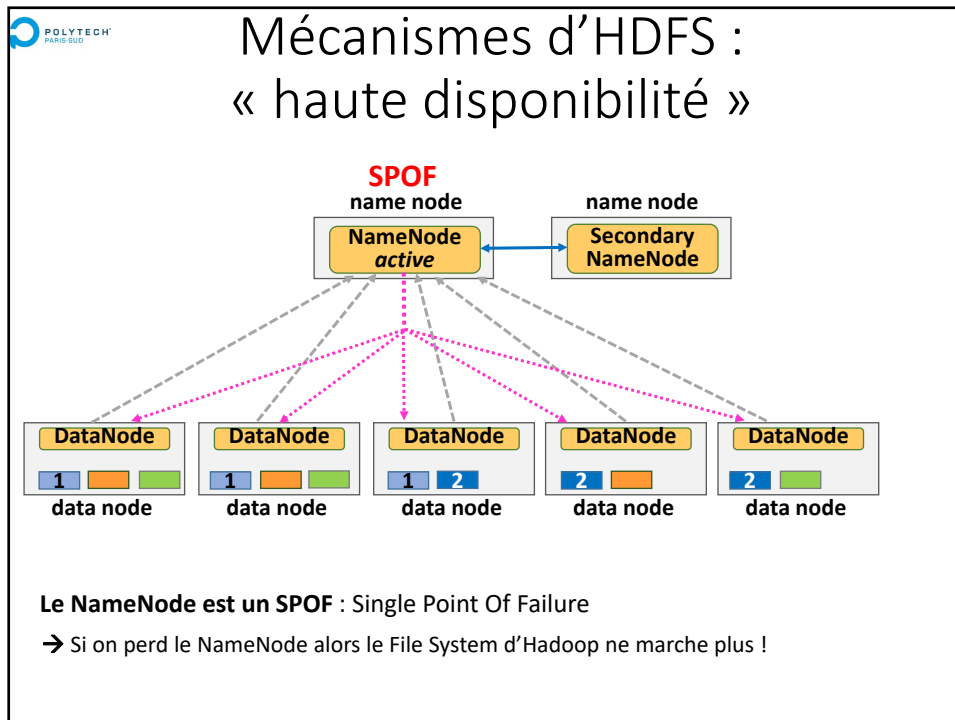 POLYTECH'
PARIS-SUD
Mécanismes d'HDFS :
« haute disponibilité »
SPOF
name node
name node
NameNode
active
Secondary
NameNode
DataNode
DataNode
DataNode
DataNode
DataNode
1
1
1 2
2
2
data node
data node
data node
data node
data node
Le NameNode est un SPOF : Single Point Of Failure
→ Si on perd le NameNode alors le File System d'Hadoop ne marche plus !